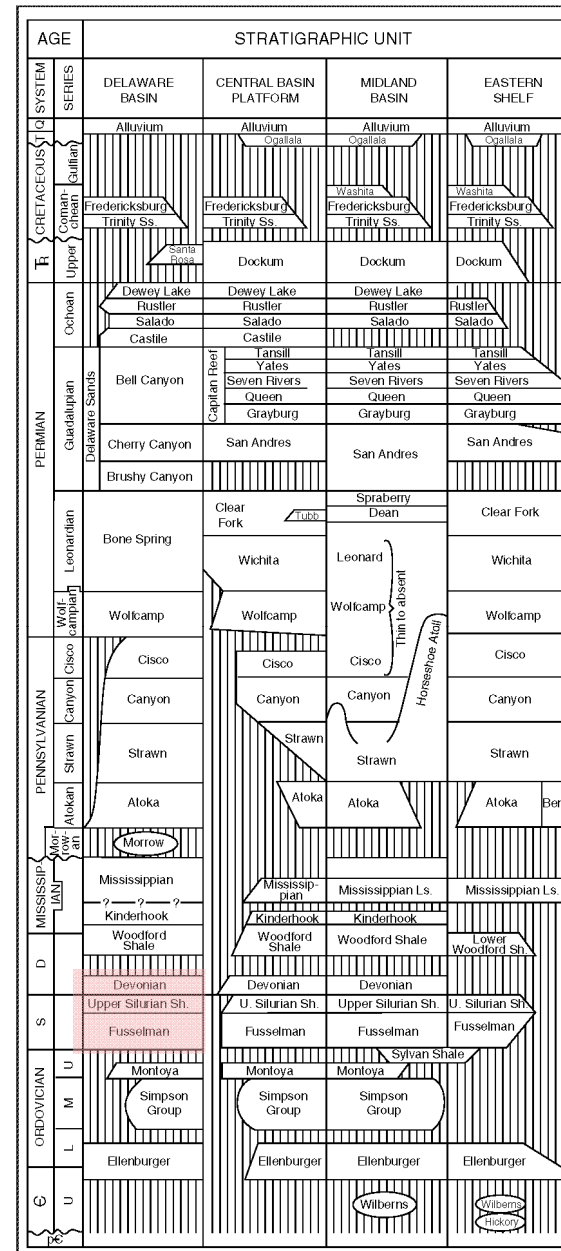 AGE
STRATIGRAPHIC UNIT
SYSTEM
SERIES
DELAWARE
BASIN
CENTRAL BASIN
PLATFORM
MIDLAND
BASIN
EASTERN
SHELF
Q
Alluvium
Alluvium
Alluvium
Alluvium
T
Ogallala
Ogallala
Ogallala
CRETACEOUS
Gulfian
Coman-
chean
Washita
Washita
Fredericksburg
Fredericksburg
Fredericksburg
Fredericksburg
Trinity Ss.
Trinity Ss.
Trinity Ss.
Trinity Ss.
TR
Upper
Santa
Rosa
Dockum
Dockum
Dockum
PERMIAN
Ochoan
Dewey Lake
Dewey Lake
Dewey Lake
Rustler
Rustler
Rustler
Rustler
Salado
Salado
Salado
Salado
Castile
Castile
Guadalupian
Delaware Sands
Bell Canyon
Capitan Reef
Tansill
Tansill
Tansill
Yates
Yates
Yates
Seven Rivers
Seven Rivers
Seven Rivers
Queen
Queen
Queen
Grayburg
Grayburg
Grayburg
Cherry Canyon
San Andres
San Andres
San Andres
Brushy Canyon
Leonardian
Bone Spring
Clear
Fork
Tubb
Spraberry
Dean
Clear Fork
Wichita
Leonard
Wichita
Wolf-
campian
Wolfcamp
Wolfcamp
Wolfcamp
Thin to absent
Wolfcamp
PENNSYLVANIAN
Cisco
Cisco
Cisco
Cisco
Horseshoe Atoll
Cisco
Canyon
Canyon
Canyon
Canyon
Canyon
Strawn
Strawn
Strawn
Strawn
Strawn
Atokan
Atoka
Atoka
Atoka
Atoka
Ben
Mor-
row-
an
Morrow
MISSISSIP-
IAN
Mississippian
Mississip-
pian
Mississippian Ls.
Mississippian Ls.
? ? ? ?
Kinderhook
Kinderhook
Kinderhook
D
Woodford
Shale
Woodford
Shale
Woodford Shale
Lower
Woodford Sh.
Devonian
Devonian
Devonian
S
Upper Silurian Sh.
U. Silurian Sh.
Upper Silurian Sh.
U. Silurian Sh.
Fusselman
Fusselman
Fusselman
Fusselman
Sylvan Shale
ORDOVICIAN
U
Montoya
Montoya
Montoya
M
Simpson
Group
Simpson
Group
Simpson
Group
L
Ellenburger
Ellenburger
Ellenburger
Ellenburger
Є
U
Wilberns
Wilberns
Hickory
pЄ